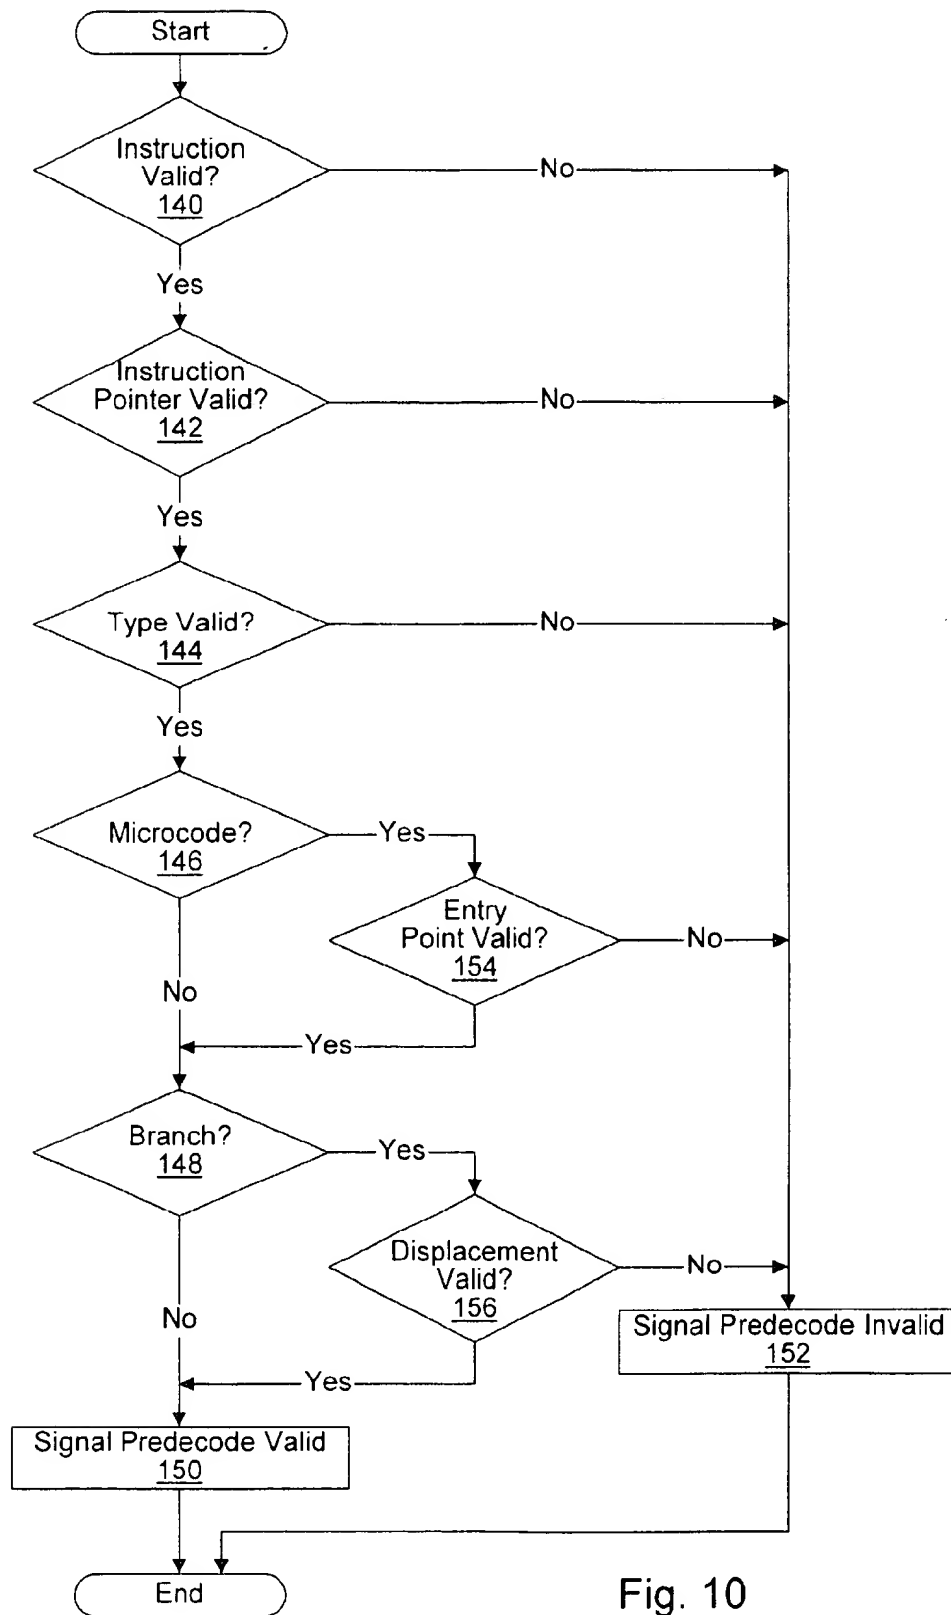 Start
Instruction
Valid?
140
No
Yes
Instruction
Pointer Valid?
142
No
Yes
Type Valid?
144
No
Yes
Microcode?
146
Yes
Entry
Point Valid?
154
No
No
Yes
Branch?
148
Yes
Displacement
Valid?
156
No
No
Signal Predecode Invalid
152
Yes
Signal Predecode Valid
150
End
Fig. 10